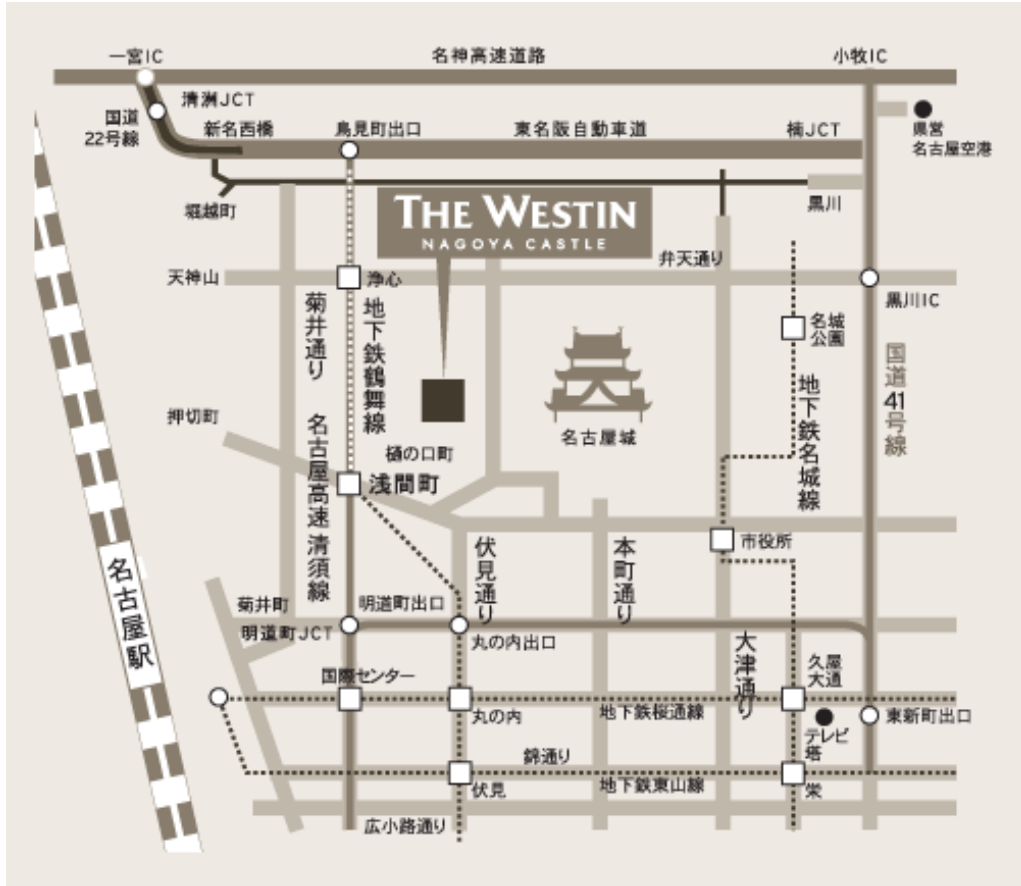 一宮IC
名神高速道路
小牧IC
清洲JCT
国道
22号線
新名西橋
鳥見町出口
東名阪自動車道
楠JCT
県営
名古屋空港
堀越町
THE WESTIN
NAGOYA CASTLE
黒川
天神山
浄心
弁天通り
黒川IC
菊井通り
地下鉄鶴舞線
名城
公園
国道41号線
地下鉄名城線
押切町
名古屋城
樋の口町
浅間町
名古屋高速 清須線
伏見通り
本町通り
市役所
名古屋駅
菊井町
明道町出口
明道町JCT
丸の内出口
大津通り
久屋
大通
国際センター
丸の内
地下鉄桜通線
テレビ
塔
東新町出口
錦通り
伏見
地下鉄東山線
栄
広小路通り